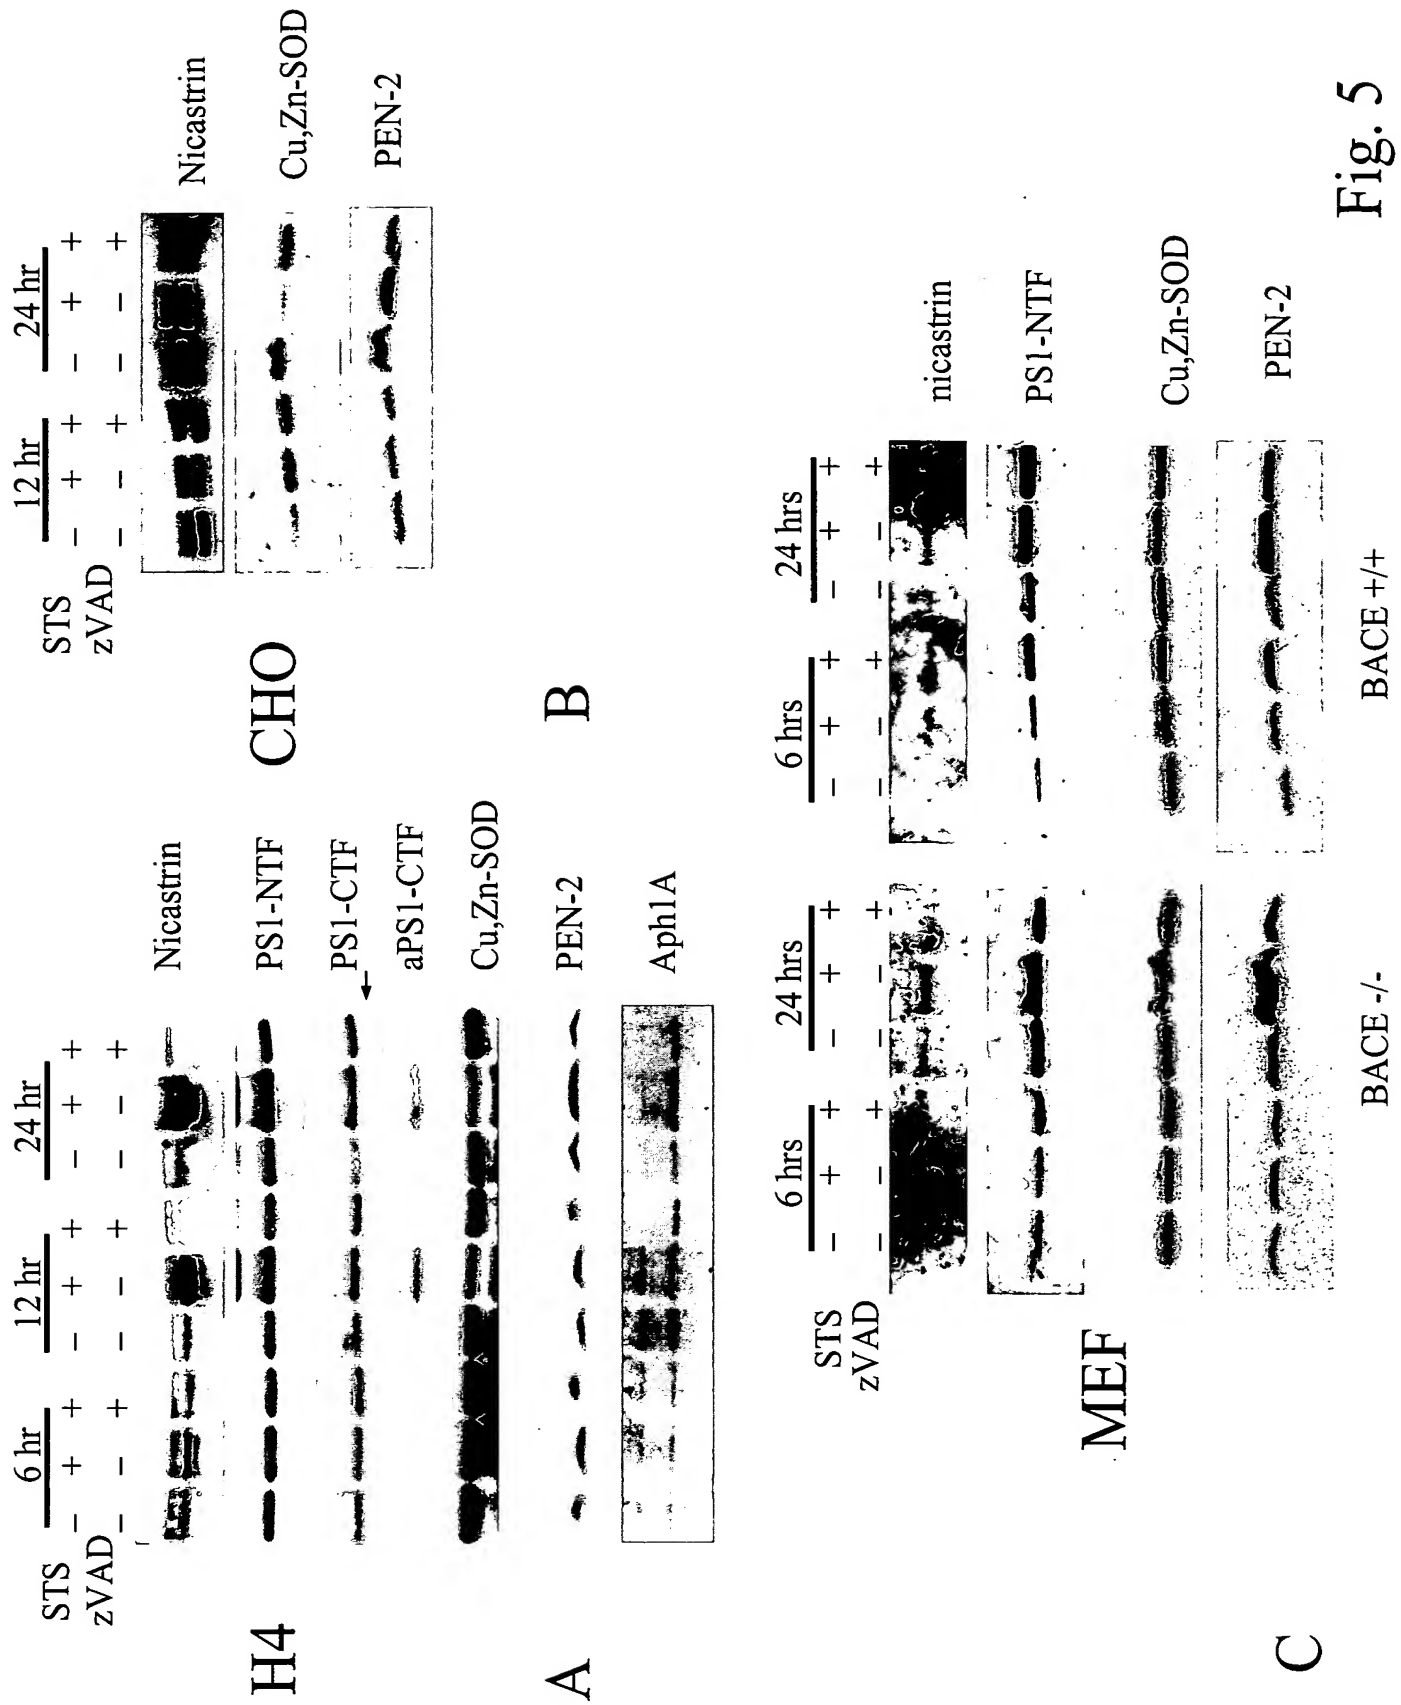 6 hr 12 hr 24 hr
STS − + + − + + − + +
zVAD − − + − − + − − +
Nicastrin
H4
PS1-NTF
PS1-CTF
aPS1-CTF
Cu,Zn-SOD
PEN-2
Aph1A
A
12 hr 24 hr
STS − + + − + +
zVAD − − + − − +
Nicastrin
CHO
Cu,Zn-SOD
PEN-2
B
6 hrs 24 hrs 6 hrs 24 hrs
STS − + + − + + − + + − + +
zVAD − − + − − + − − + − − +
nicastrin
MEF
PS1-NTF
Cu,Zn-SOD
PEN-2
BACE -/- BACE +/+
C
Fig. 5